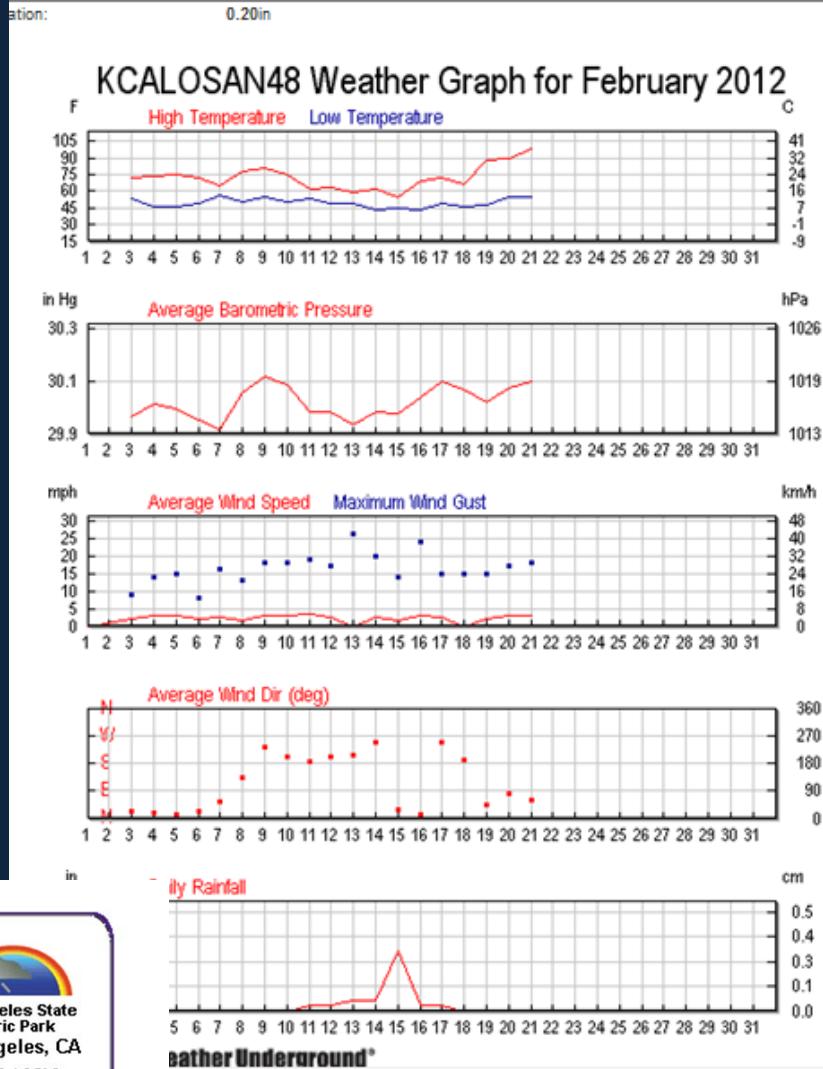 ation: 0.20in
KCALOSAN48 Weather Graph for February 2012
F High Temperature Low Temperature C
105 41
90 32
75 24
60 16
45 7
30 -1
15 -9
1 2 3 4 5 6 7 8 9 10 11 12 13 14 15 16 17 18 19 20 21 22 23 24 25 26 27 28 29 30 31
in Hg Average Barometric Pressure hPa
30.3 1026
30.1 1019
29.9 1013
1 2 3 4 5 6 7 8 9 10 11 12 13 14 15 16 17 18 19 20 21 22 23 24 25 26 27 28 29 30 31
mph Average Wind Speed Maximum Wind Gust km/h
30 48
25 40
20 32
15 24
10 16
5 8
0 0
1 2 3 4 5 6 7 8 9 10 11 12 13 14 15 16 17 18 19 20 21 22 23 24 25 26 27 28 29 30 31
Average Wind Dir (deg)
N 360
W 270
S 180
E 90
N 0
1 2 3 4 5 6 7 8 9 10 11 12 13 14 15 16 17 18 19 20 21 22 23 24 25 26 27 28 29 30 31
in ily Rainfall cm
0.5
0.4
0.3
0.1
0.0
5 6 7 8 9 10 11 12 13 14 15 16 17 18 19 20 21 22 23 24 25 26 27 28 29 30 31
eather Underground®
eles State
ric Park
geles, CA